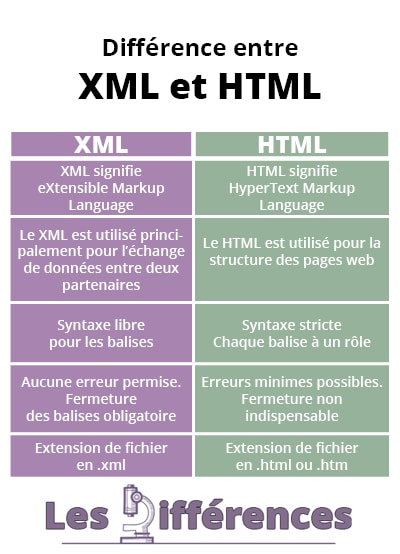 Différence entre
XML et HTML
XML
HTML
XML signifie
eXtensible Markup
Language
HTML signifie
HyperText Markup
Language
Le XML est utilisé princi-
palement pour l'échange
de données entre deux
partenaires
Le HTML est utilisé pour la
structure des pages web
Syntaxe libre
pour les balises
Syntaxe stricte
Chaque balise à un rôle
Aucune erreur permise.
Fermeture
des balises obligatoire
Erreurs minimes possibles.
Fermeture non
indispensable
Extension de fichier
en .xml
Extension de fichier
en .html ou .htm
Les Différences